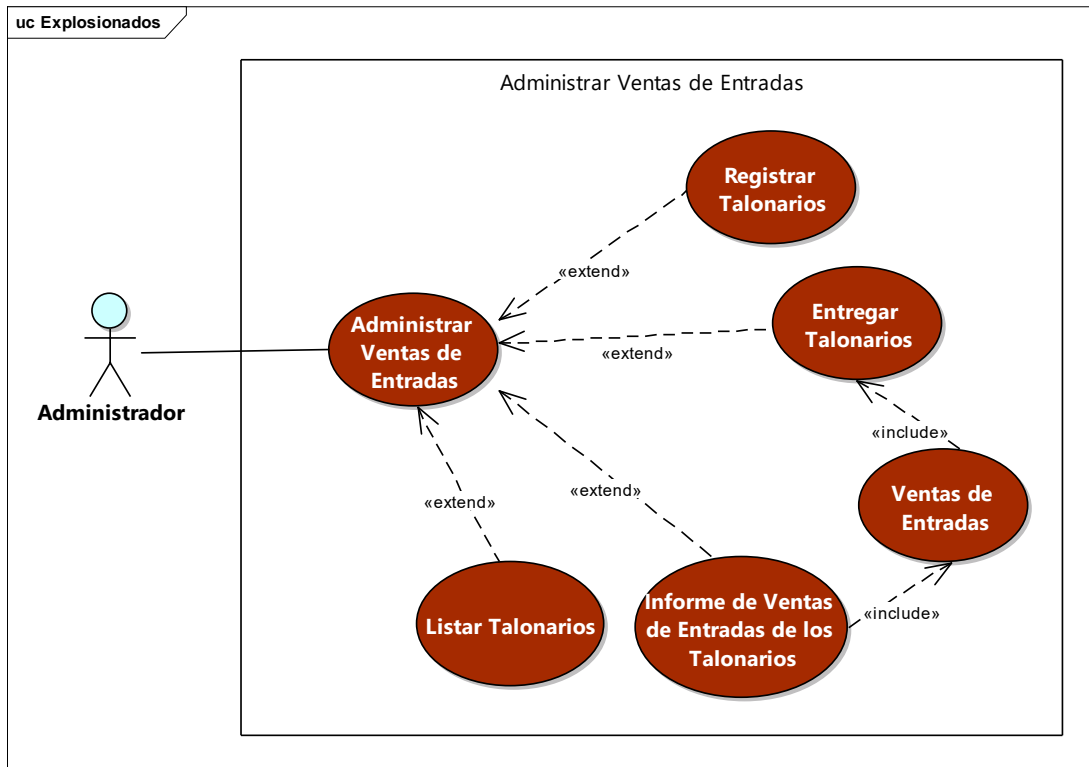 uc Explosionados
Administrar Ventas de Entradas
Registrar
Talonarios
«extend»
Entregar
Talonarios
Administrar
Ventas de
Entradas
«extend»
Administrador
«include»
Ventas de
Entradas
«extend»
«extend»
Listar Talonarios
Informe de Ventas
de Entradas de los
Talonarios
«include»